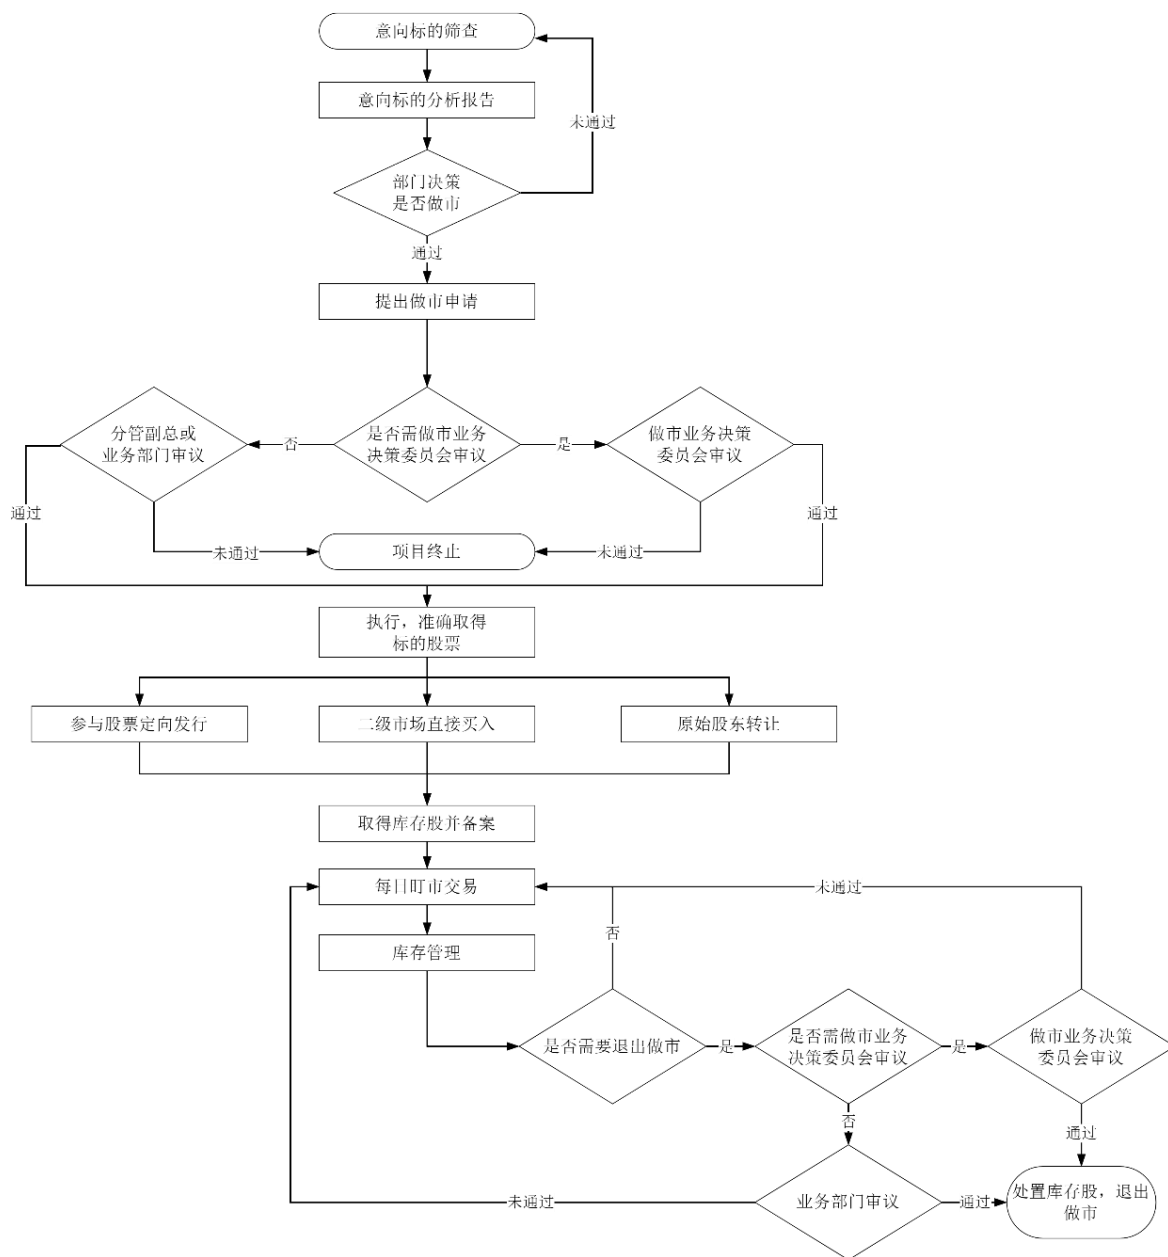 意向标的筛查
意向标的分析报告
未通过
部门决策
是否做市
通过
提出做市申请
分管副总或
业务部门审议
否
是否需做市业务
决策委员会审议
是
做市业务决策
委员会审议
通过
通过
未通过
项目终止
未通过
执行，准确取得
标的股票
参与股票定向发行
二级市场直接买入
原始股东转让
取得库存股并备案
每日盯市交易
未通过
否
库存管理
是否需要退出做市
是
是否需做市业务
决策委员会审议
是
做市业务决策
委员会审议
否
通过
未通过
业务部门审议
通过
处置库存股，退出
做市